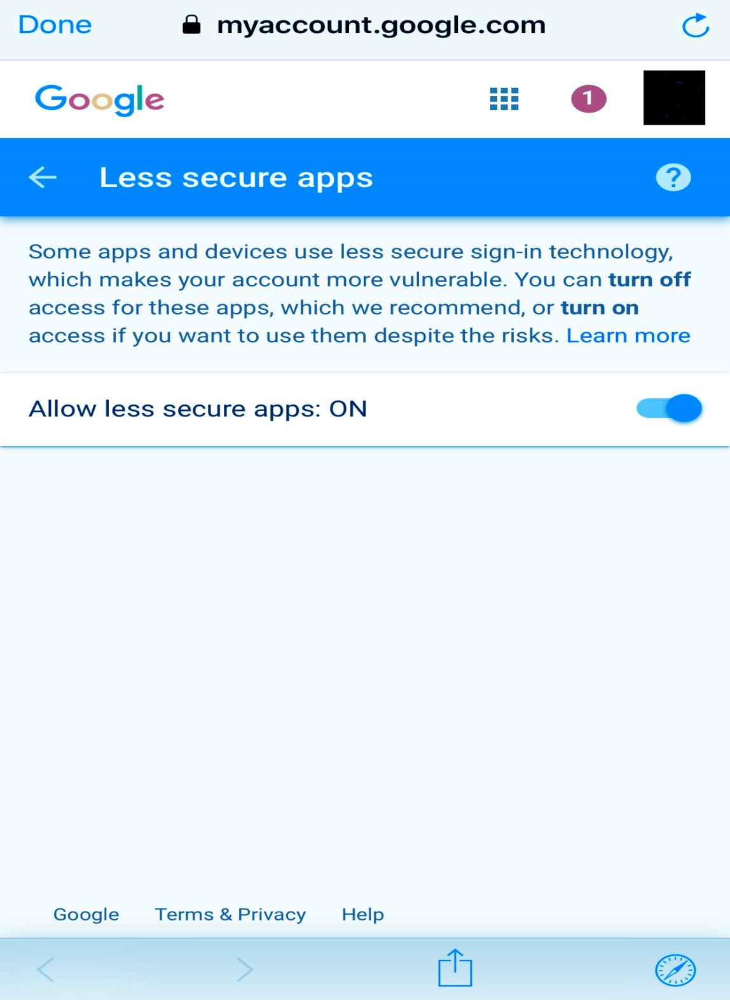 Done myaccount.google.com
Google 1
Less secure apps ?
Some apps and devices use less secure sign-in technology,
which makes your account more vulnerable. You can turn off
access for these apps, which we recommend, or turn on
access if you want to use them despite the risks. Learn more
Allow less secure apps: ON
Google Terms & Privacy Help